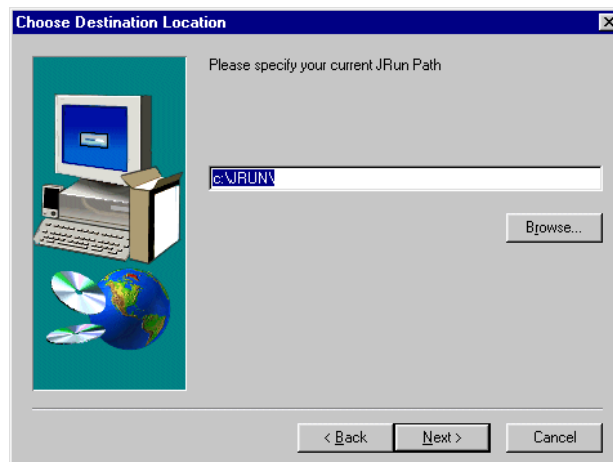 Choose Destination Location
Please specify your current JRun Path
c:\JRUN\
Browse...
< Back
Next >
Cancel